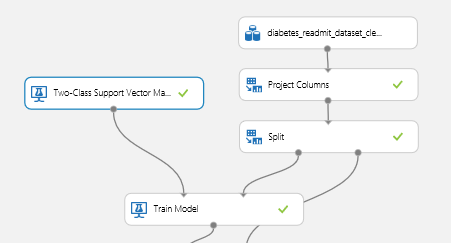 diabetes_readmit_dataset_cle...
Two-Class Support Vector Ma...
Project Columns
Split
Train Model